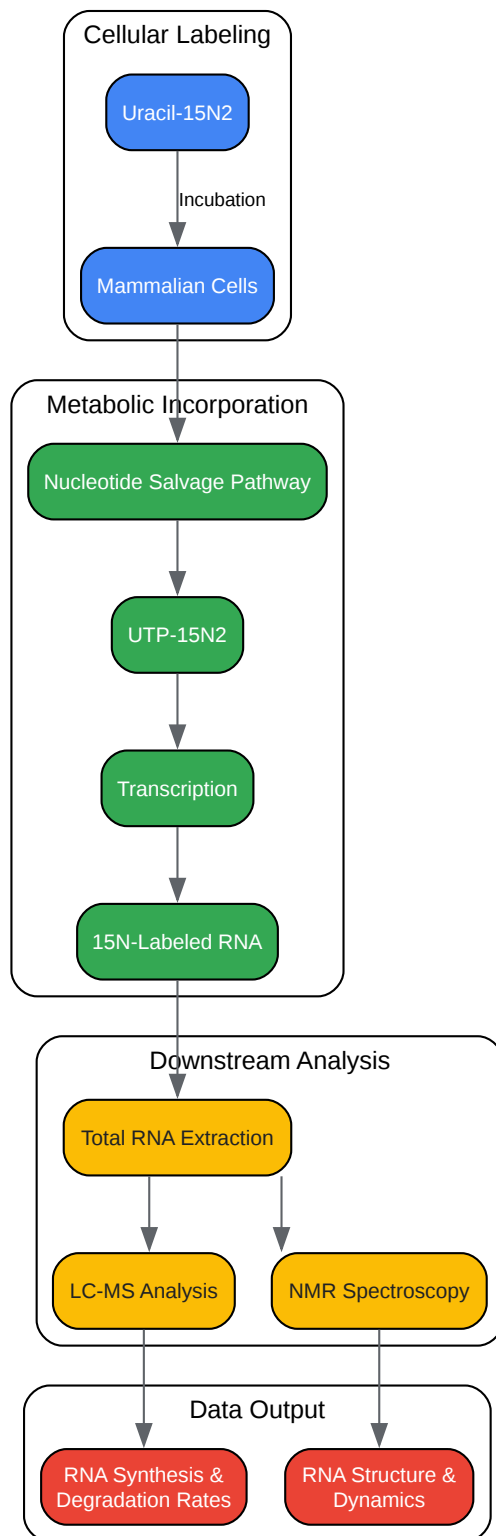 Cellular Labeling
Uracil-15N2
Incubation
Mammalian Cells
Metabolic Incorporation
Nucleotide Salvage Pathway
UTP-15N2
Transcription
15N-Labeled RNA
Downstream Analysis
Total RNA Extraction
LC-MS Analysis
NMR Spectroscopy
Data Output
RNA Synthesis &
Degradation Rates
RNA Structure &
Dynamics